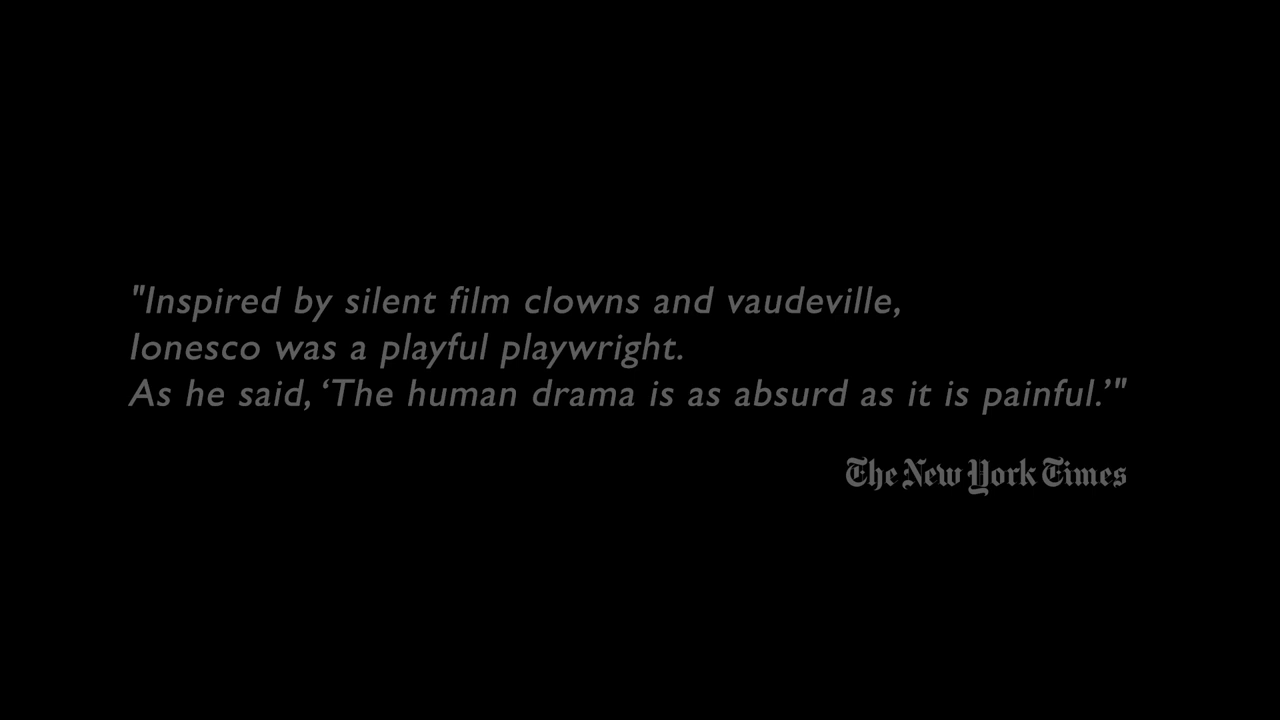 "Inspired by silent film clowns and vaudeville,
Ionesco was a playful playwright.
As he said, ‘The human drama is as absurd as it is painful.’"
The New York Times